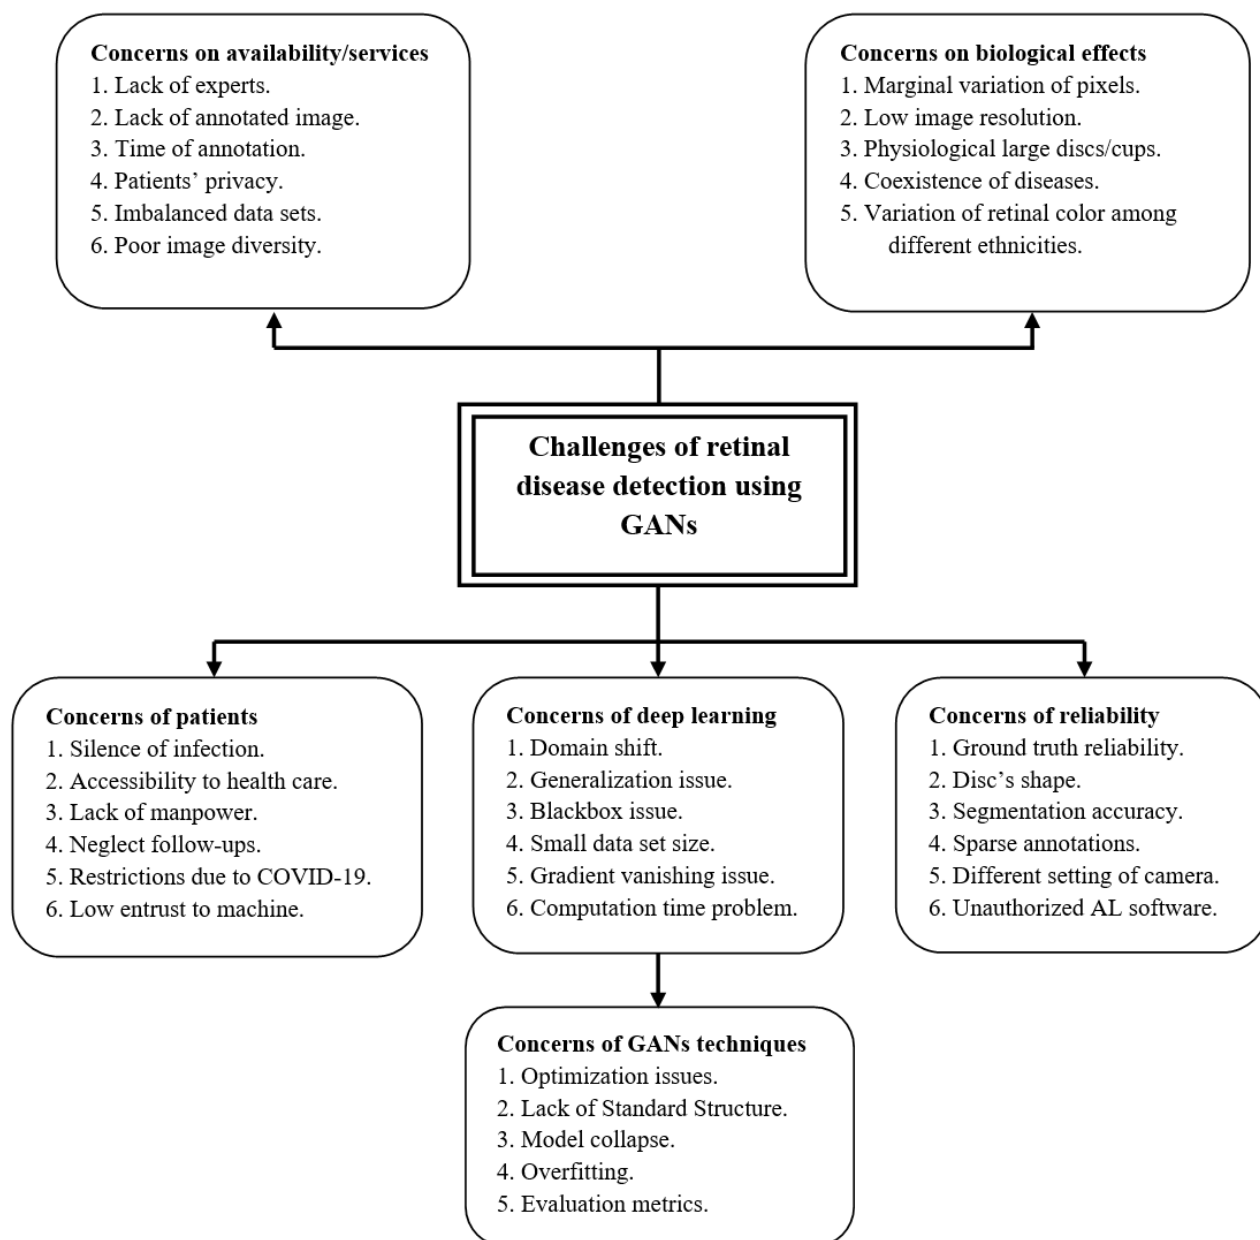 Concerns on availability/services
1. Lack of experts.
2. Lack of annotated image.
3. Time of annotation.
4. Patients’ privacy.
5. Imbalanced data sets.
6. Poor image diversity.
Concerns on biological effects
1. Marginal variation of pixels.
2. Low image resolution.
3. Physiological large discs/cups.
4. Coexistence of diseases.
5. Variation of retinal color among
different ethnicities.
Challenges of retinal
disease detection using
GANs
Concerns of patients
1. Silence of infection.
2. Accessibility to health care.
3. Lack of manpower.
4. Neglect follow-ups.
5. Restrictions due to COVID-19.
6. Low entrust to machine.
Concerns of deep learning
1. Domain shift.
2. Generalization issue.
3. Blackbox issue.
4. Small data set size.
5. Gradient vanishing issue.
6. Computation time problem.
Concerns of reliability
1. Ground truth reliability.
2. Disc’s shape.
3. Segmentation accuracy.
4. Sparse annotations.
5. Different setting of camera.
6. Unauthorized AL software.
Concerns of GANs techniques
1. Optimization issues.
2. Lack of Standard Structure.
3. Model collapse.
4. Overfitting.
5. Evaluation metrics.